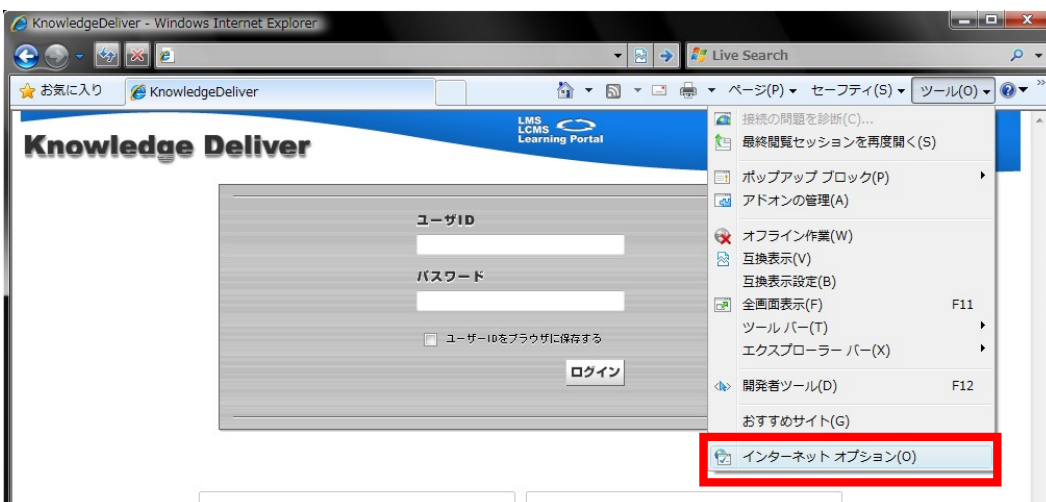 KnowledgeDeliver - Windows Internet Explorer
Live Search
お気に入り
KnowledgeDeliver
ページ(P)
セーフティ(S)
ツール(O)
»
Knowledge Deliver
LMS
LCMS
Learning Portal
ユーザID
パスワード
ユーザーIDをブラウザに保存する
ログイン
接続の問題を診断(C)...
最終閲覧セッションを再度開く(S)
ポップアップ ブロック(P)
アドオンの管理(A)
オフライン作業(W)
互換表示(V)
互換表示設定(B)
全画面表示(F) F11
ツール バー(T)
エクスプローラー バー(X)
開発者ツール(D) F12
おすすめサイト(G)
インターネット オプション(O)